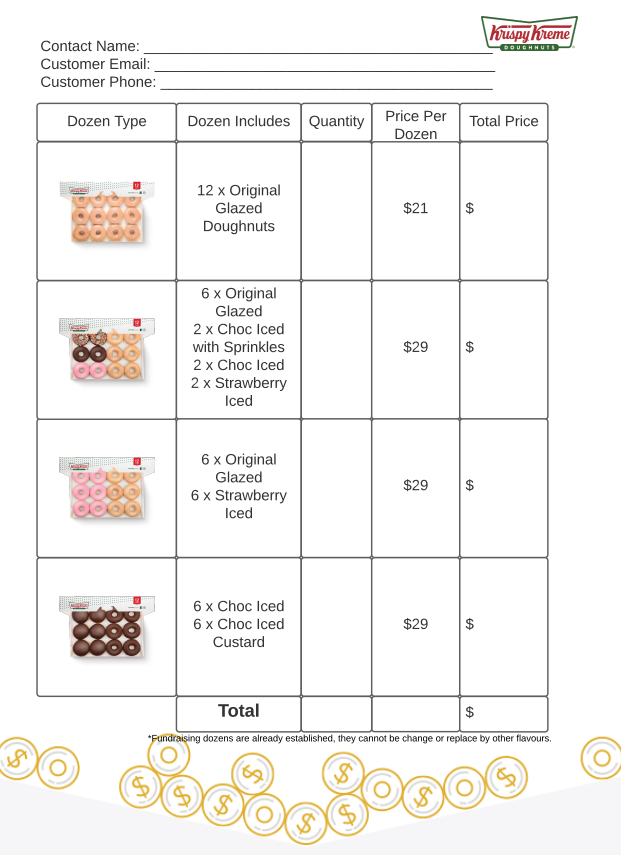 Krispy Kreme
DOUGHNUTS
Contact Name: ___________________________________________
Customer Email: __________________________________________
Customer Phone: _________________________________________
Dozen Type
Dozen Includes
Quantity
Price Per
Dozen
Total Price
12 x Original
Glazed
Doughnuts
$21
$
6 x Original
Glazed
2 x Choc Iced
with Sprinkles
2 x Choc Iced
2 x Strawberry
Iced
$29
$
6 x Original
Glazed
6 x Strawberry
Iced
$29
$
6 x Choc Iced
6 x Choc Iced
Custard
$29
$
Total
$
*Fundraising dozens are already established, they cannot be change or replace by other flavours.